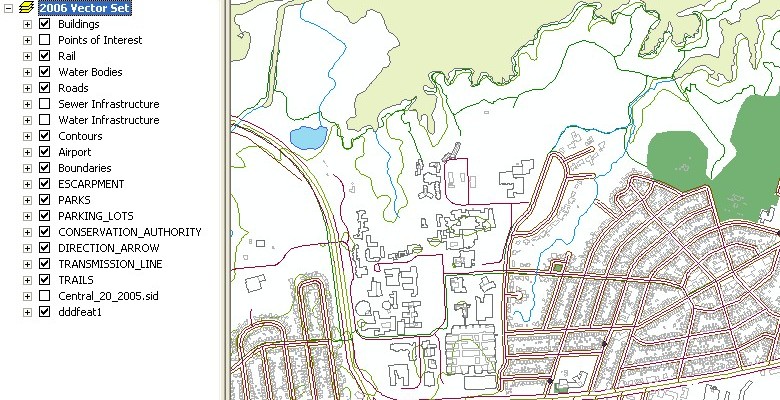 2006 Vector Set
Buildings
Points of Interest
Rail
Water Bodies
Roads
Sewer Infrastructure
Water Infrastructure
Contours
Airport
Boundaries
ESCARPMENT
PARKS
PARKING_LOTS
CONSERVATION_AUTHORITY
DIRECTION_ARROW
TRANSMISSION_LINE
TRAILS
Central_20_2005.sid
dddfeat1